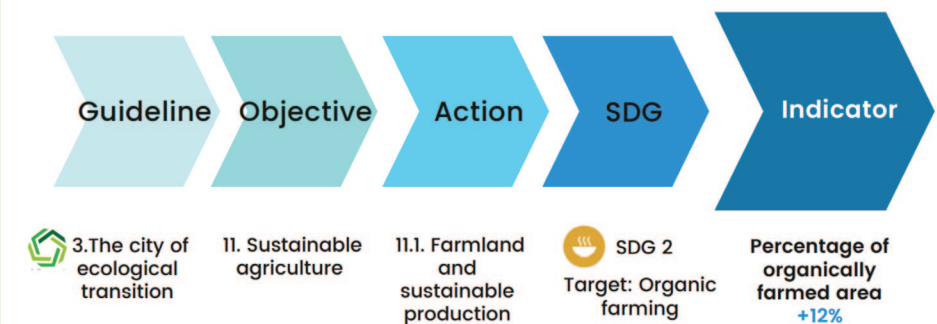 Guideline
Objective
Action
SDG
Indicator
3.The city of
ecological
transition
11. Sustainable
agriculture
11.1. Farmland
and
sustainable
production
SDG 2
Target: Organic
farming
Percentage of
organically
farmed area
+12%